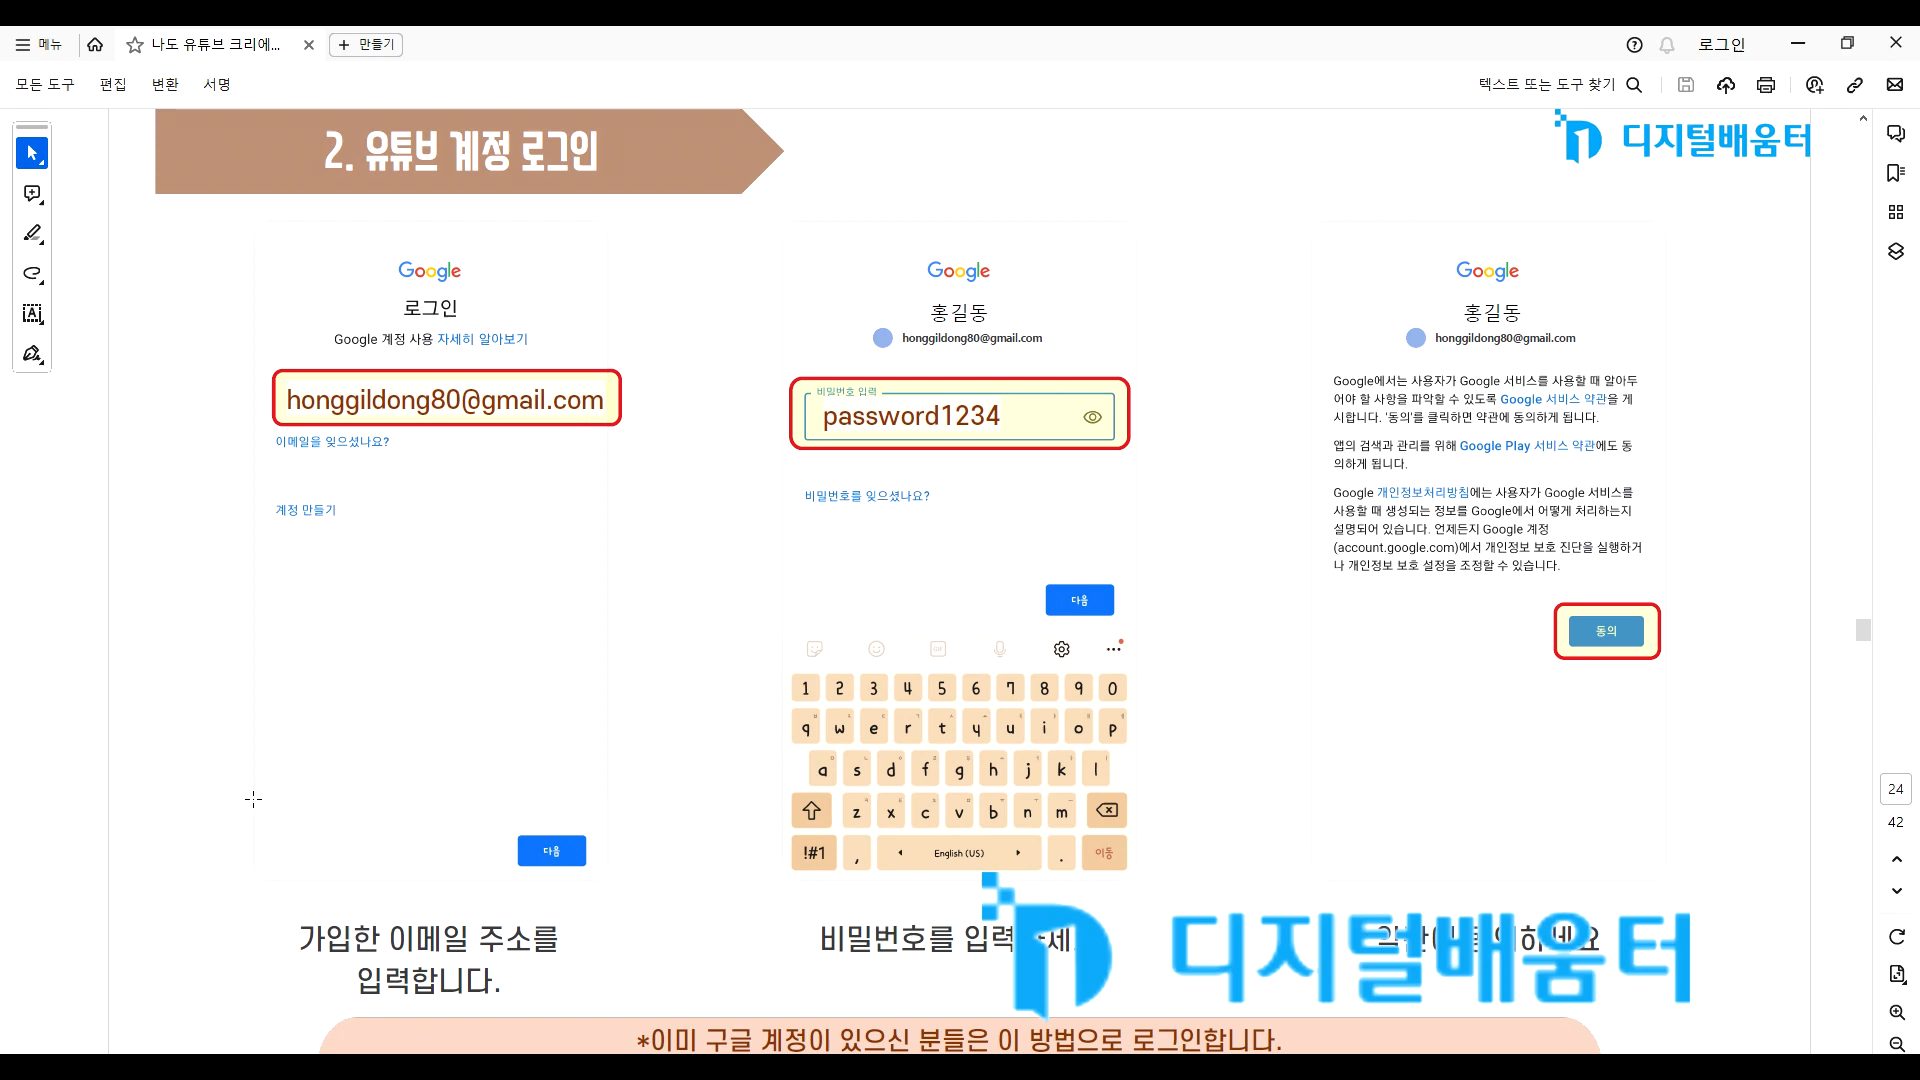 메뉴
나도 유튜브 크리에...
만들기
로그인
모든 도구
편집
변환
서명
텍스트 또는 도구 찾기
2. 유튜브 계정 로그인
디지털배움터
Google
로그인
Google 계정 사용 자세히 알아보기
honggildong80@gmail.com
이메일을 잊으셨나요?
계정 만들기
다음
가입한 이메일 주소를
입력합니다.
Google
홍길동
honggildong80@gmail.com
비밀번호 입력
password1234
비밀번호를 잊으셨나요?
다음
1 2 3 4 5 6 7 8 9 0
q w e r t y u i o p
a s d f g h j k l
z x c v b n m
!#1 , English (US) . 이동
비밀번호를
Google
홍길동
honggildong80@gmail.com
Google에서는 사용자가 Google 서비스를 사용할 때 알아두
어야 할 사항을 파악할 수 있도록 Google 서비스 약관을 게
시합니다. '동의'를 클릭하면 약관에 동의하게 됩니다.
앱의 검색과 관리를 위해 Google Play 서비스 약관에도 동
의하게 됩니다.
Google 개인정보처리방침에는 사용자가 Google 서비스를
사용할 때 생성되는 정보를 Google에서 어떻게 처리하는지
설명되어 있습니다. 언제든지 Google 계정
(account.google.com)에서 개인정보 보호 진단을 실행하거
나 개인정보 보호 설정을 조정할 수 있습니다.
동의
디지털배움터
*이미 구글 계정이 있으신 분들은 이 방법으로 로그인합니다.
24
42